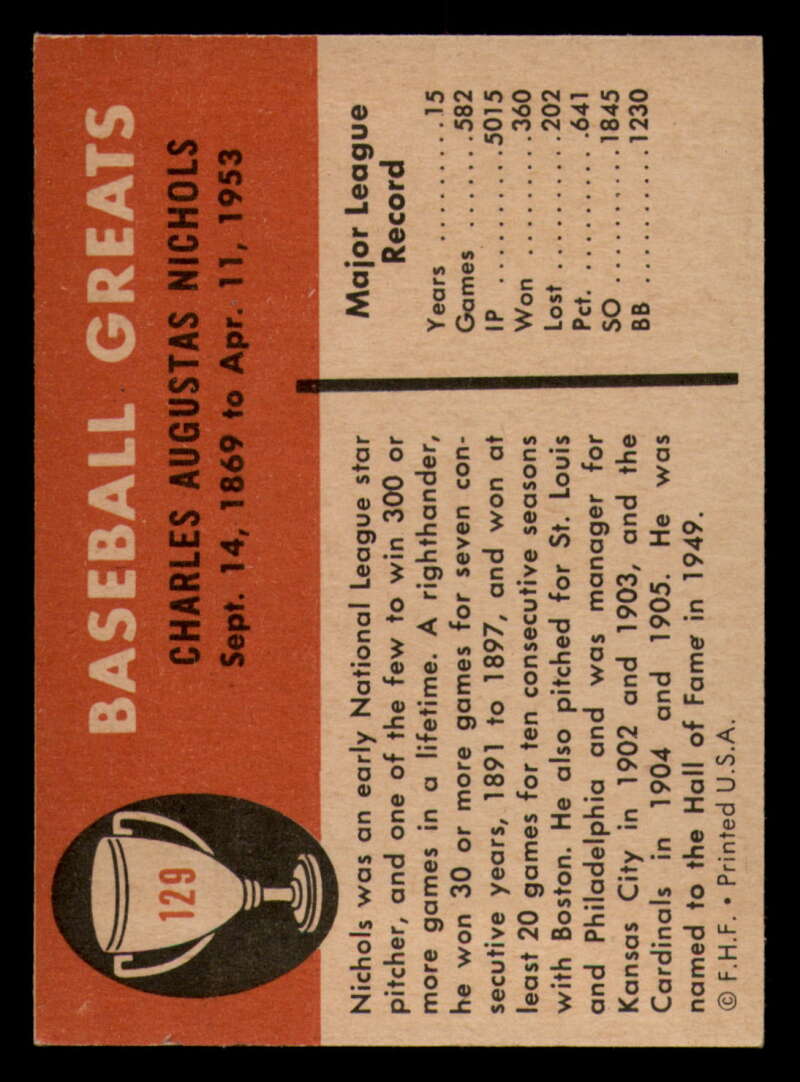 BASEBALL GREATS
CHARLES AUGUSTAS NICHOLS
Sept. 14, 1869 to Apr. 11, 1953
129
Nichols was an early National League star
pitcher, and one of the few to win 300 or
more games in a lifetime. A righthander,
he won 30 or more games for seven con-
secutive years, 1891 to 1897, and won at
least 20 games for ten consecutive seasons
with Boston. He also pitched for St. Louis
and Philadelphia and was manager for
Kansas City in 1902 and 1903, and the
Cardinals in 1904 and 1905. He was
named to the Hall of Fame in 1949.
© F.H.F. • Printed U.S.A.
Major League
Record
Years .........15
Games .......582
IP ...........5015
Won .........360
Lost ..........202
Pct. ..........641
SO ..........1845
BB ..........1230